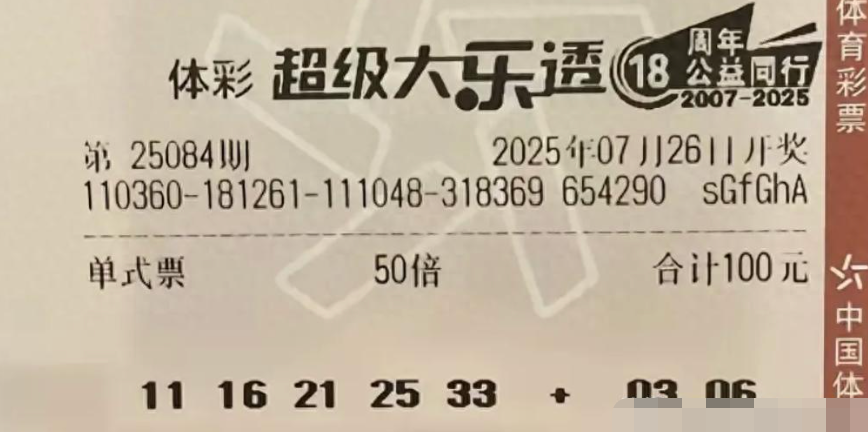 体彩 超级大乐透 18 周年 公益同行 2007-2025
第 25084期 2025年07月26日开奖
110360-181261-111048-318369 654290 sGfGhA
单式票 50倍 合计100元
11 16 21 25 33 + 03 06
体育彩票
中国体